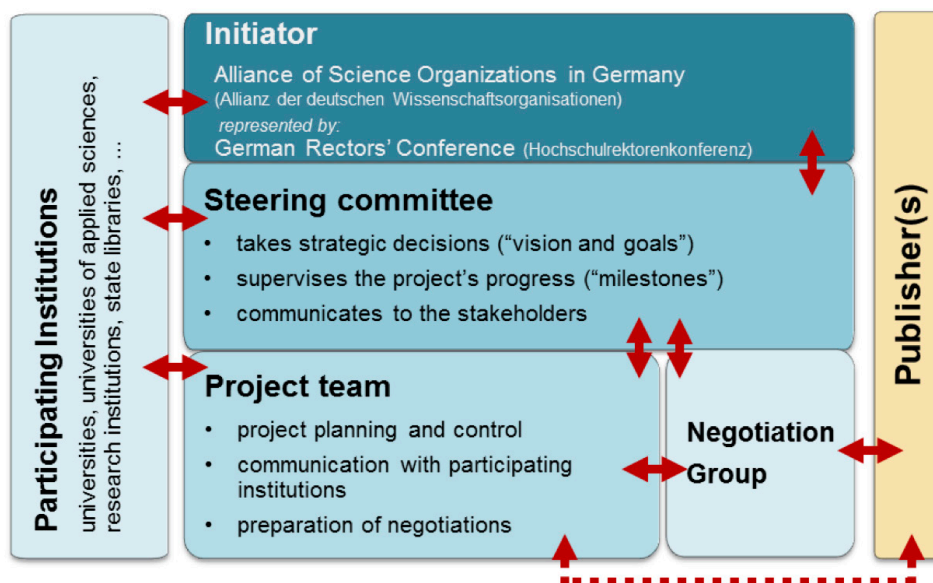 Participating Institutions
universities, universities of applied sciences,
research institutions, state libraries, ...
Initiator
Alliance of Science Organizations in Germany
(Allianz der deutschen Wissenschaftsorganisationen)
represented by:
German Rectors' Conference (Hochschulrektorenkonferenz)
Steering committee
• takes strategic decisions (“vision and goals”)
• supervises the project’s progress (“milestones”)
• communicates to the stakeholders
Project team
• project planning and control
• communication with participating
institutions
• preparation of negotiations
Negotiation
Group
Publisher(s)